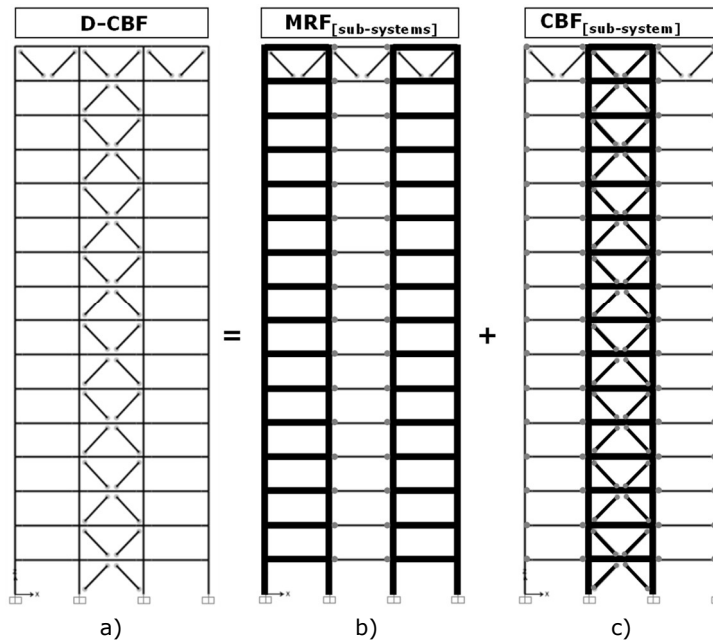 D-CBF
MRF[sub-systems]
CBF[sub-system]
=
+
Z
X
X
X
a)
b)
c)